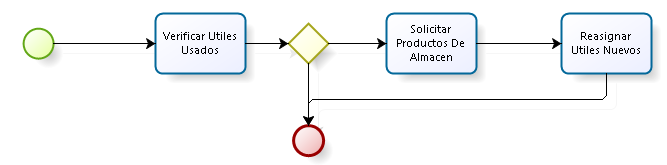 Verificar Utiles
Usados
Solicitar
Productos De
Almacen
Reasignar
Utiles Nuevos